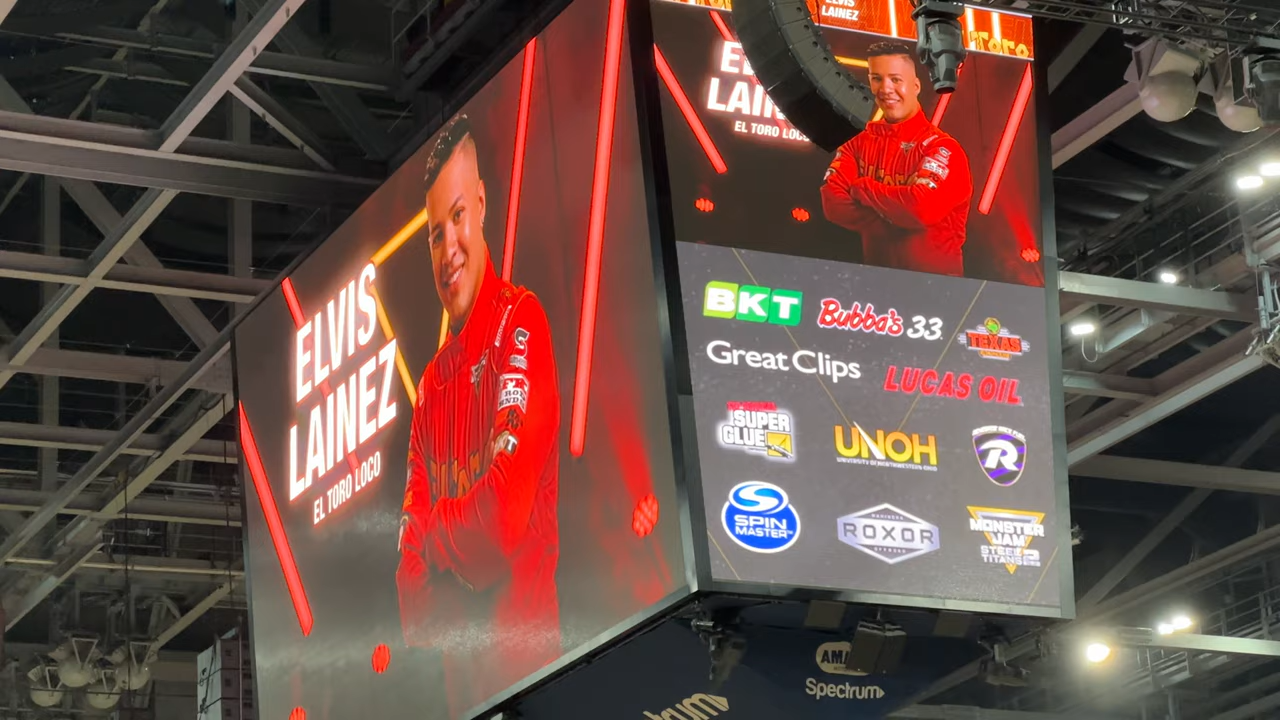 ELVIS
LAINEZ
EL TORO LOCO
LAINEZ
Toro
EL TORO LOCO
BKT
Bubba's 33
TEXAS
Great Clips
LUCAS OIL
SUPER
GLUE
UNOH
UNIVERSITY OF NORTHWESTERN OHIO
R
SPIN
MASTER
ROXOR
MONSTER
JAM
STEEL
TITANS 2
Spectrum